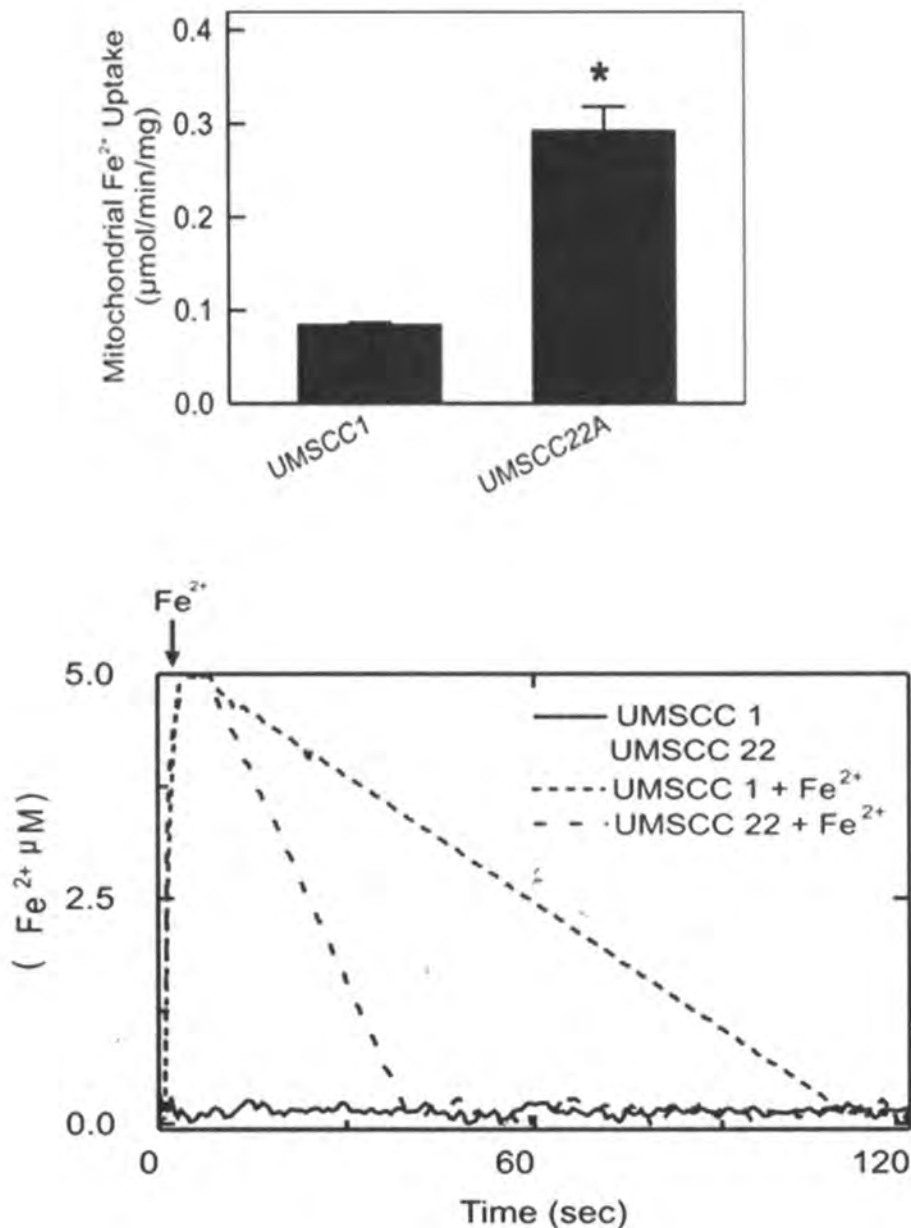 Mitochondrial Fe²⁺ Uptake
(μmol/min/mg)
0.4
0.3
0.2
0.1
0.0
*
UMSCC1
UMSCC22A
Fe²⁺
( Fe²⁺ μM )
5.0
2.5
0.0
UMSCC 1
UMSCC 22
UMSCC 1 + Fe²⁺
UMSCC 22 + Fe²⁺
0
60
120
Time (sec)